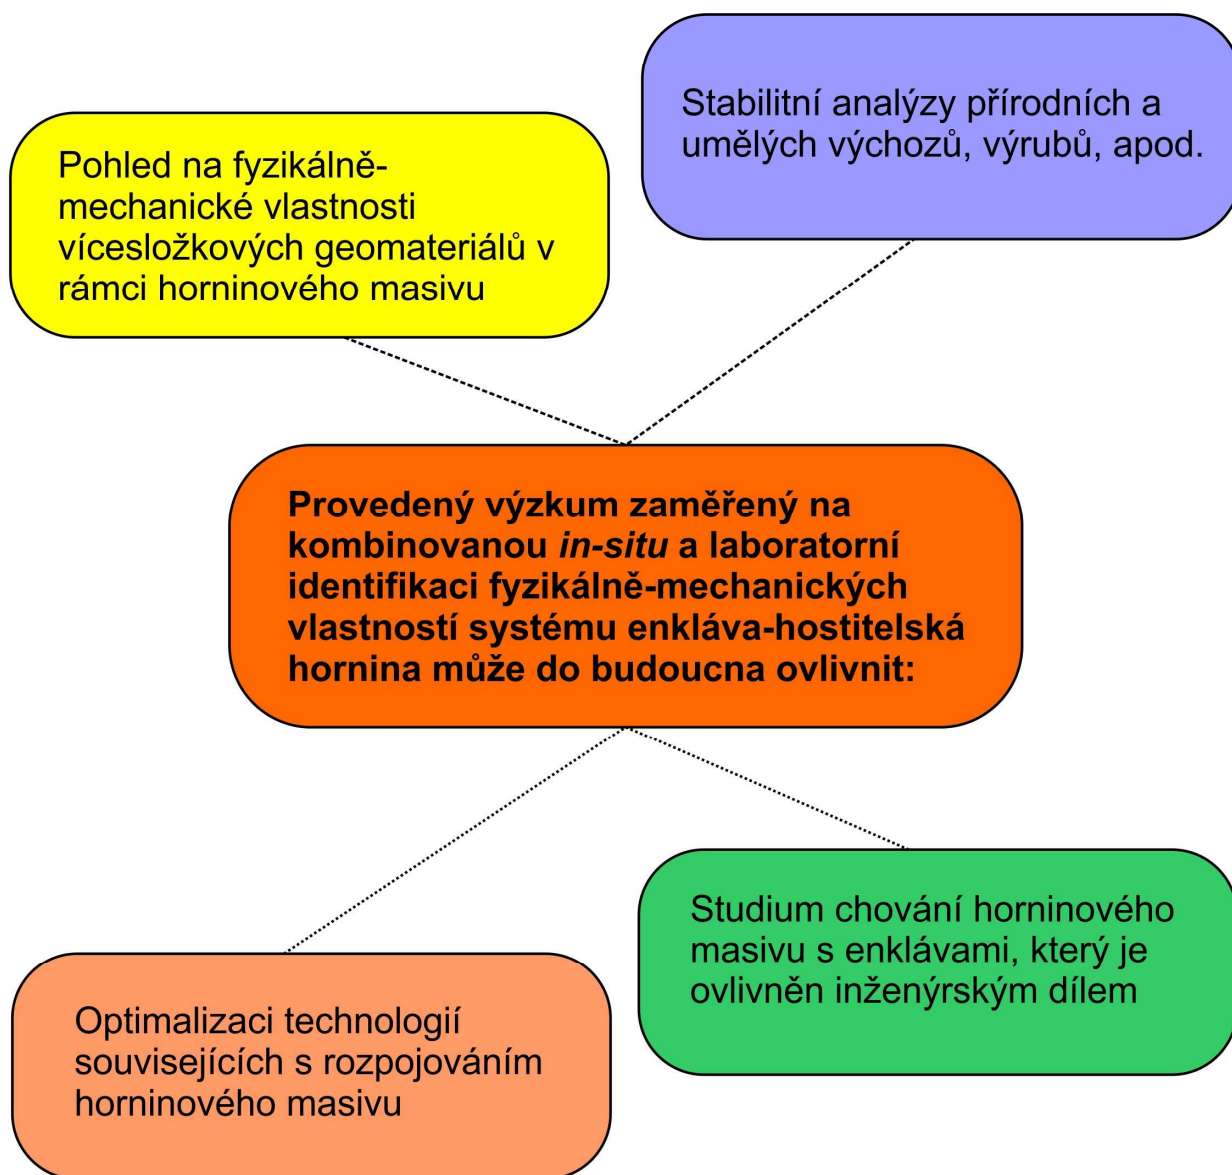 Stabilitní analýzy přírodních a
umělých výchozů, výrubů, apod.
Pohled na fyzikálně-
mechanické vlastnosti
vícesložkových geomateriálů v
rámci horninového masivu
Provedený výzkum zaměřený na
kombinovanou in-situ a laboratorní
identifikaci fyzikálně-mechanických
vlastností systému enkláva-hostitelská
hornina může do budoucna ovlivnit:
Studium chování horninového
masivu s enklávami, který je
ovlivněn inženýrským dílem
Optimalizaci technologií
souvisejících s rozpojováním
horninového masivu